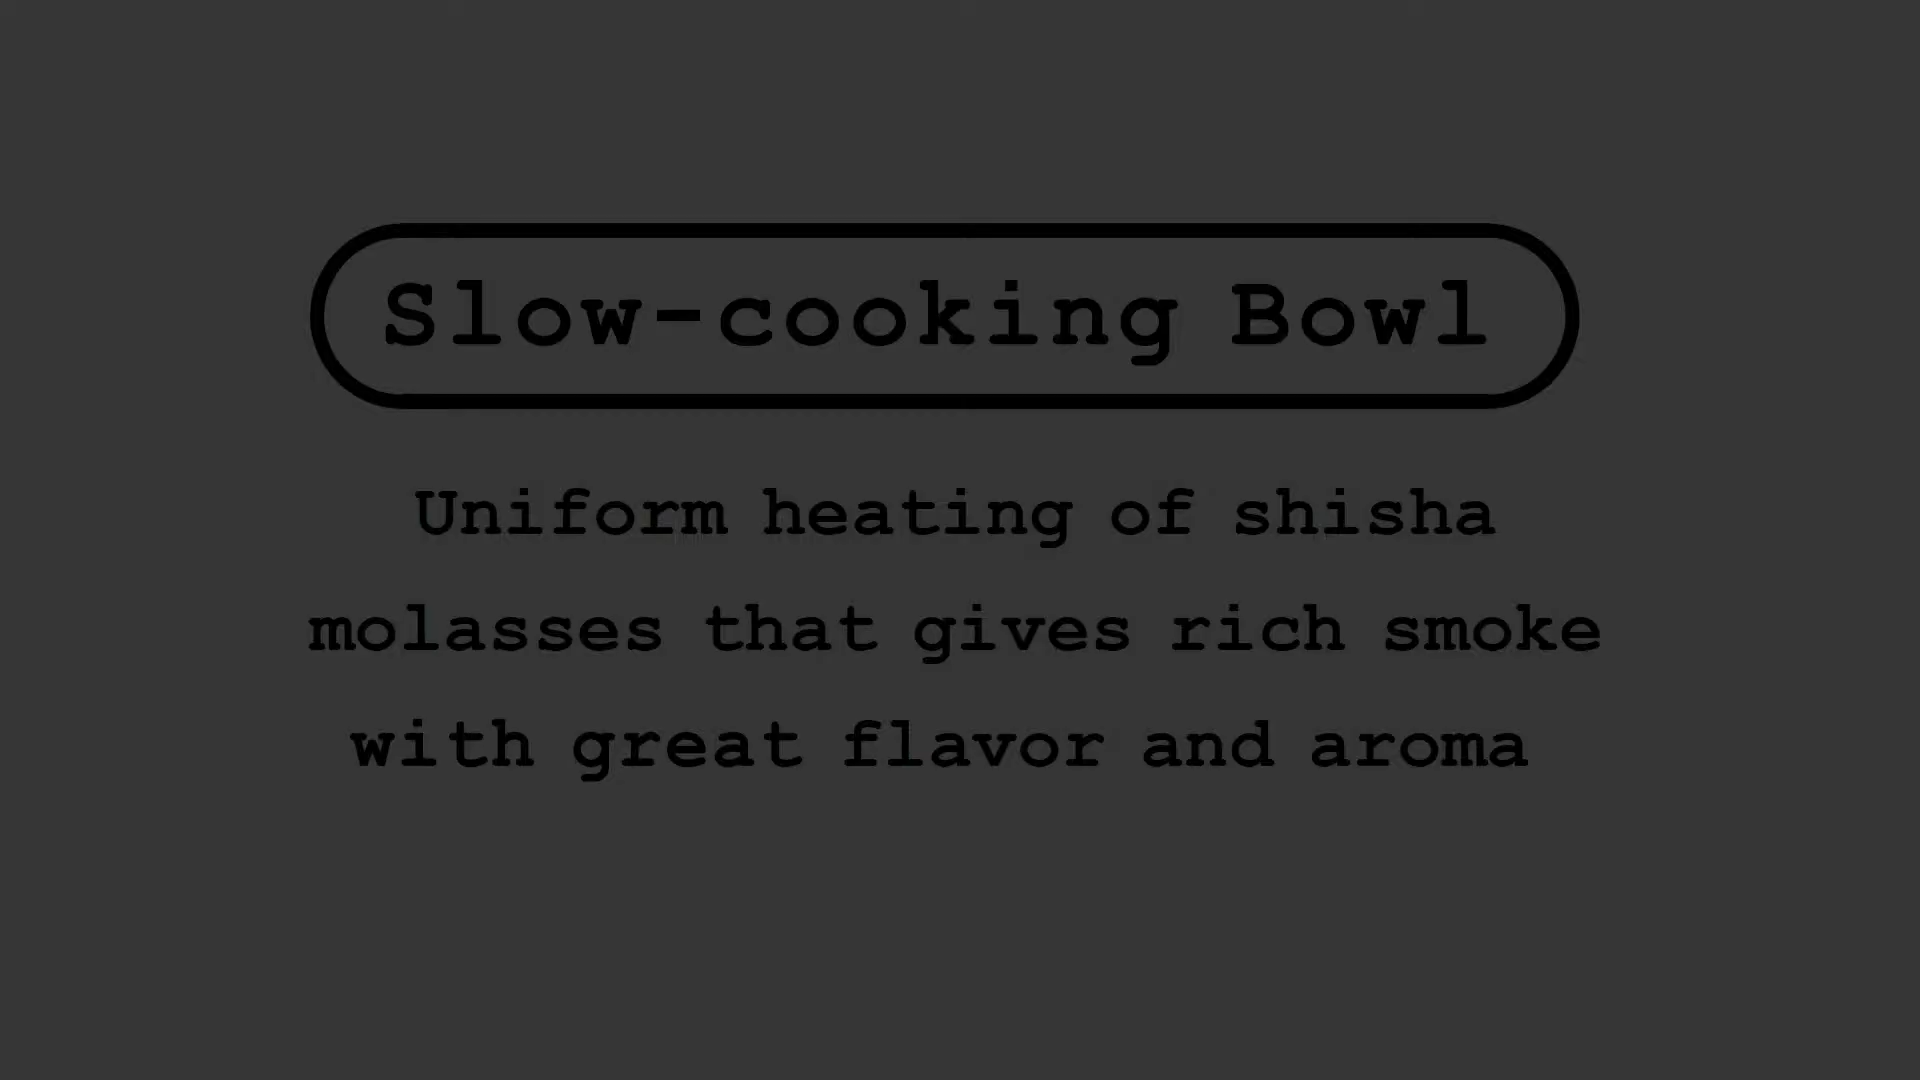 Slow-cooking Bowl
Uniform heating of shisha
molasses that gives rich smoke
with great flavor and aroma